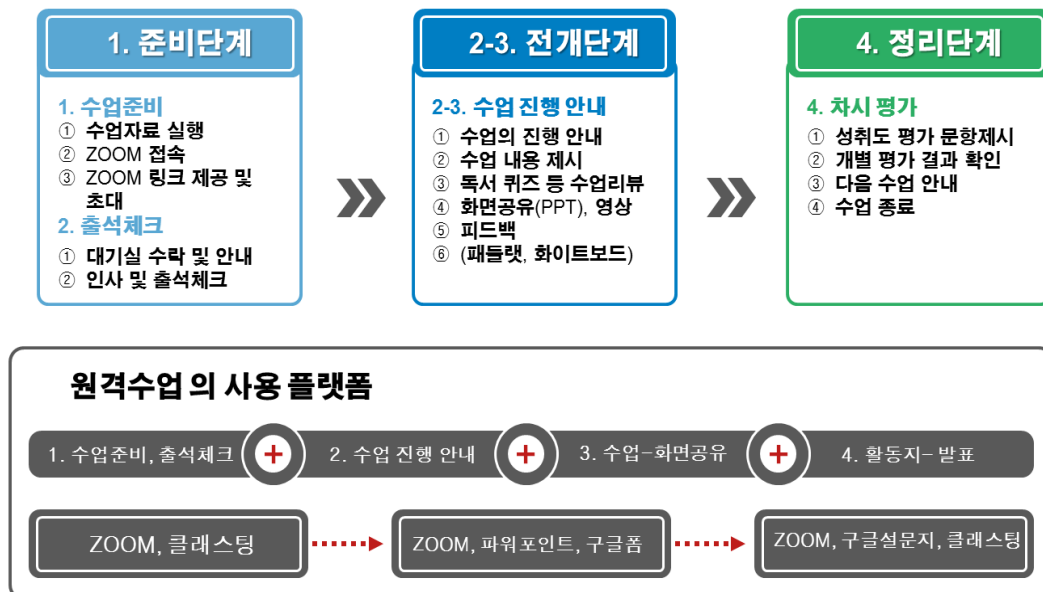 1. 준비단계
1. 수업준비
① 수업자료 실행
② ZOOM 접속
③ ZOOM 링크 제공 및
초대
2. 출석체크
① 대기실 수락 및 안내
② 인사 및 출석체크
2-3. 전개단계
2-3. 수업 진행 안내
① 수업의 진행 안내
② 수업 내용 제시
③ 독서 퀴즈 등 수업리뷰
④ 화면공유(PPT), 영상
⑤ 피드백
⑥ (패들랫, 화이트보드)
4. 정리단계
4. 차시 평가
① 성취도 평가 문항제시
② 개별 평가 결과 확인
③ 다음 수업 안내
④ 수업 종료
원격수업 의 사용 플랫폼
1. 수업준비, 출석체크
2. 수업 진행 안내
3. 수업-화면공유
4. 활동지- 발표
ZOOM, 클래스팅
ZOOM, 파워포인트, 구글폼
ZOOM, 구글설문지, 클래스팅